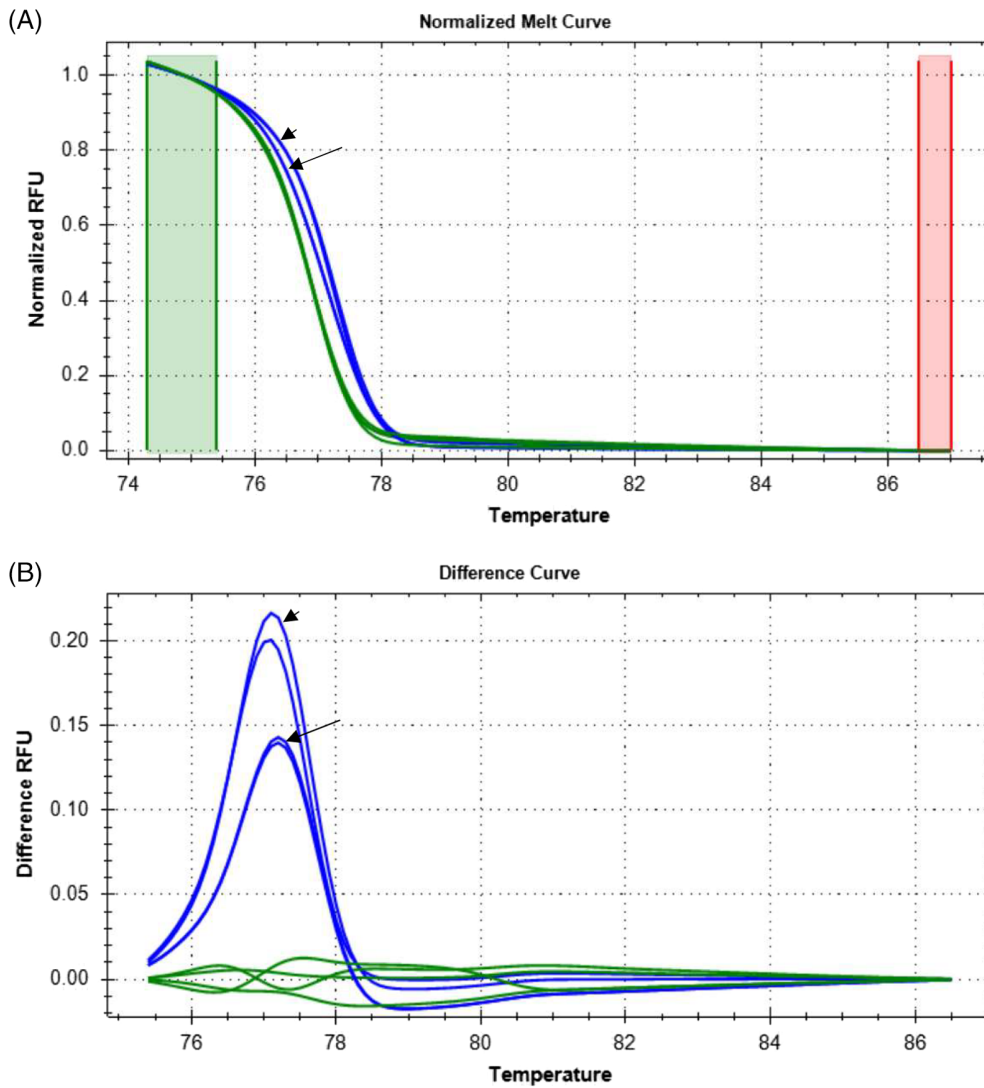 (A)
Normalized Melt Curve
Normalized RFU
1.0
0.8
0.6
0.4
0.2
0.0
74 76 78 80 82 84 86
Temperature
(B)
Difference Curve
Difference RFU
0.20
0.15
0.10
0.05
0.00
76 78 80 82 84 86
Temperature